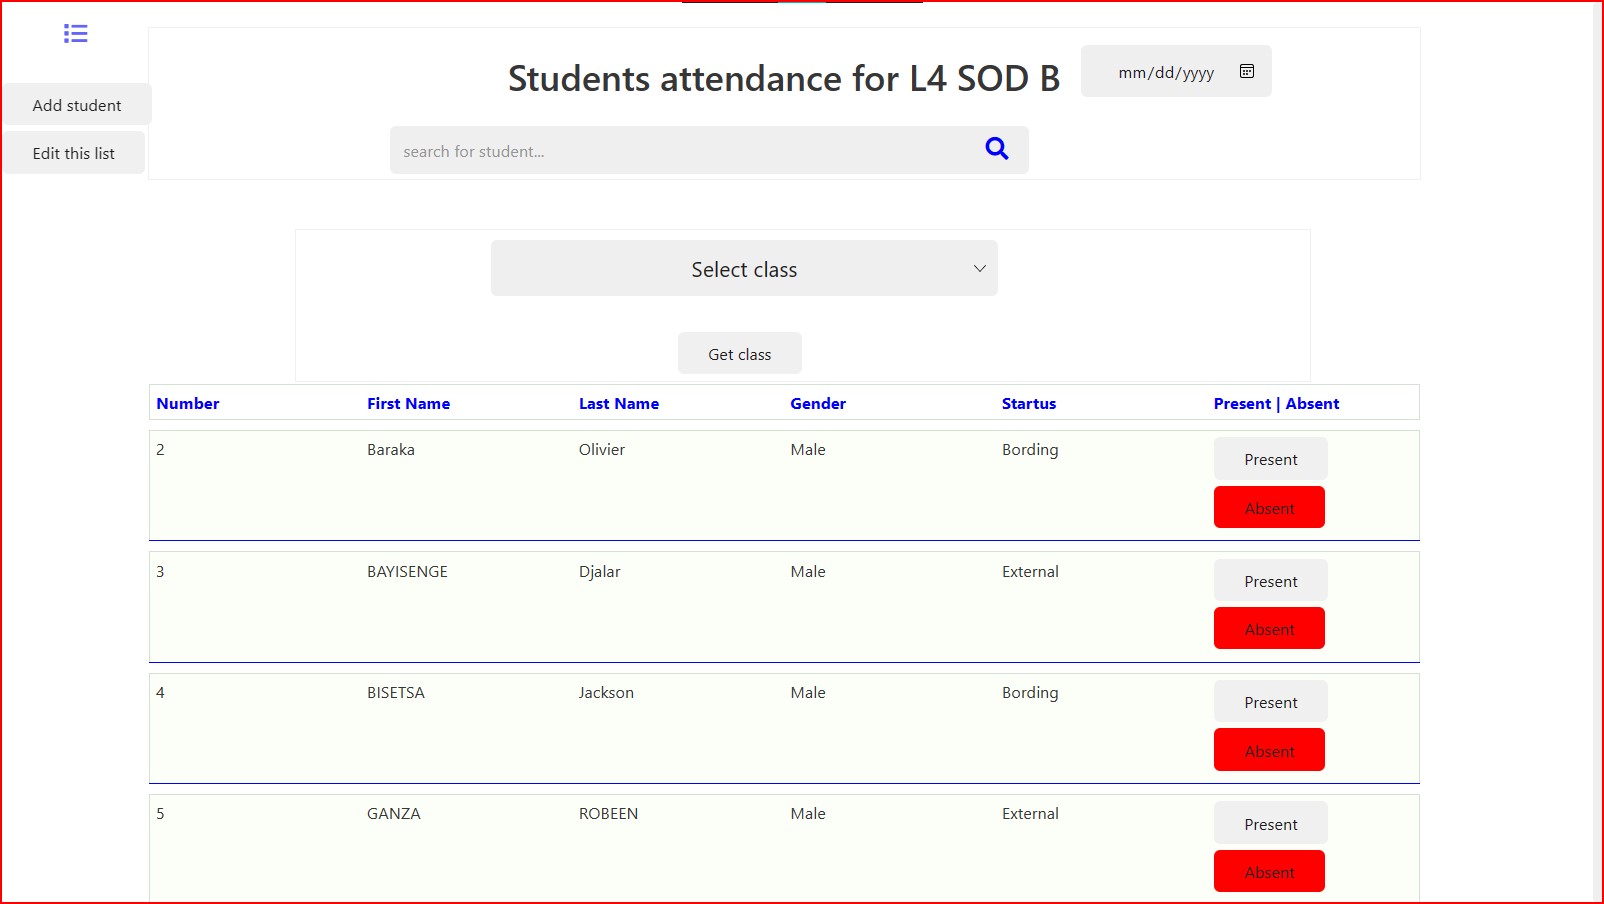 Students attendance for L4 SOD B
mm/dd/yyyy
Add student
Edit this list
search for student...
Select class
Get class
Number First Name Last Name Gender Startus Present | Absent
2 Baraka Olivier Male Bording Present
Absent
3 BAYISENGE Djalar Male External Present
Absent
4 BISETSA Jackson Male Bording Present
Absent
5 GANZA ROBEEN Male External Present
Absent